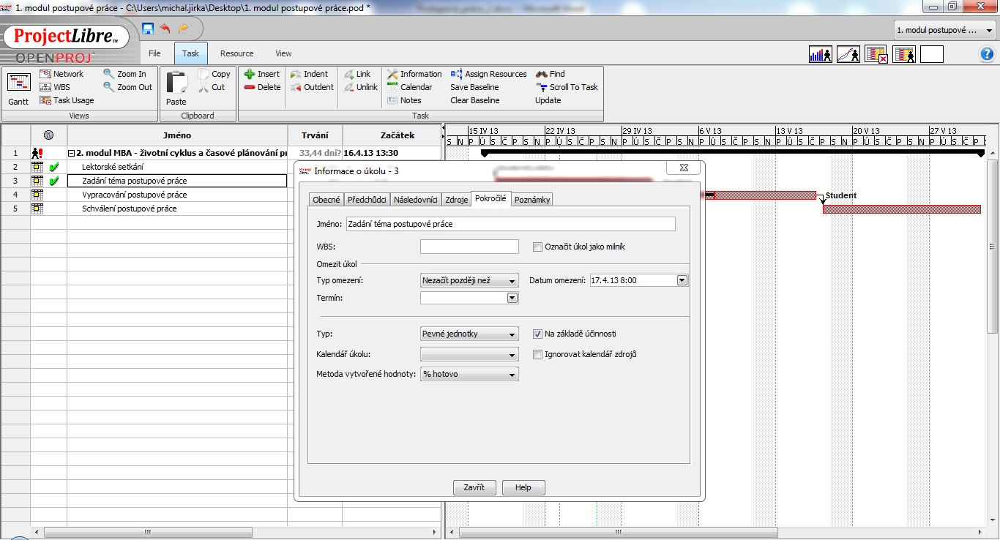 1. modul postupové práce - C:\Users\michal.jirka\Desktop\1. modul postupové práce.pod *
ProjectLibre TM
OPENPROJ
1. modul postupové ...
File Task Resource View
Network Zoom In Copy Insert Indent Link Information Assign Resources Find
WBS Zoom Out Cut Delete Outdent Unlink Calendar Save Baseline Scroll To Task
Gantt Task Usage Paste Notes Clear Baseline Update
Views Clipboard Task
Jméno Trvání Začátek
15 IV 13 22 IV 13 29 IV 13 6 V 13 13 V 13 20 V 13 27 V 13
S N P Ú S Č P S N P Ú S Č P S N P Ú S Č P S N P Ú S Č P S N P Ú S Č P S N P Ú S Č P S N P Ú S Č P S N P
1 2. modul MBA - životní cyklus a časové plánování pr 33,44 dní? 16.4.13 13:30
2 Lektorské setkání
3 Zadání téma postupové práce
4 Vypracování postupové práce
5 Schválení postupové práce
Student
Informace o úkolu - 3
Obecné Předchůdci Následovníci Zdroje Pokročilé Poznámky
Jméno: Zadání téma postupové práce
WBS: Označit úkol jako milník
Omezit úkol
Typ omezení: Nezačít později než Datum omezení: 17.4.13 8:00
Termín:
Typ: Pevné jednotky Na základě účinnosti
Kalendář úkolu: Ignorovat kalendář zdrojů
Metoda vytvořené hodnoty: % hotovo
Zavřít Help